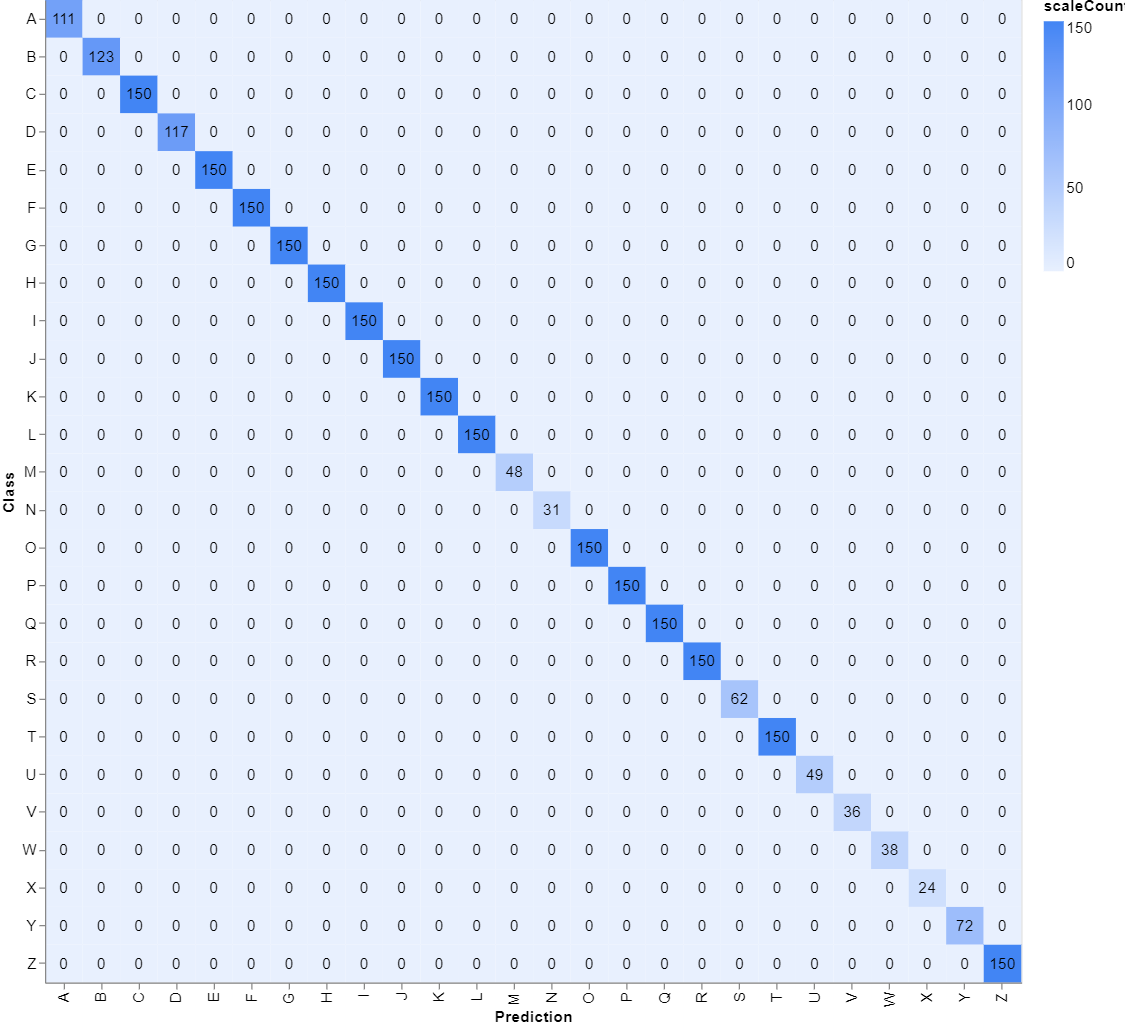 scaleCount
150
100
50
0
A 111 0 0 0 0 0 0 0 0 0 0 0 0 0 0 0 0 0 0 0 0 0 0 0 0 0
B 0 123 0 0 0 0 0 0 0 0 0 0 0 0 0 0 0 0 0 0 0 0 0 0 0 0
C 0 0 150 0 0 0 0 0 0 0 0 0 0 0 0 0 0 0 0 0 0 0 0 0 0 0
D 0 0 0 117 0 0 0 0 0 0 0 0 0 0 0 0 0 0 0 0 0 0 0 0 0 0
E 0 0 0 0 150 0 0 0 0 0 0 0 0 0 0 0 0 0 0 0 0 0 0 0 0 0
F 0 0 0 0 0 150 0 0 0 0 0 0 0 0 0 0 0 0 0 0 0 0 0 0 0 0
G 0 0 0 0 0 0 150 0 0 0 0 0 0 0 0 0 0 0 0 0 0 0 0 0 0 0
H 0 0 0 0 0 0 0 150 0 0 0 0 0 0 0 0 0 0 0 0 0 0 0 0 0 0
I 0 0 0 0 0 0 0 0 150 0 0 0 0 0 0 0 0 0 0 0 0 0 0 0 0 0
J 0 0 0 0 0 0 0 0 0 150 0 0 0 0 0 0 0 0 0 0 0 0 0 0 0 0
K 0 0 0 0 0 0 0 0 0 0 150 0 0 0 0 0 0 0 0 0 0 0 0 0 0 0
L 0 0 0 0 0 0 0 0 0 0 0 150 0 0 0 0 0 0 0 0 0 0 0 0 0 0
M 0 0 0 0 0 0 0 0 0 0 0 0 48 0 0 0 0 0 0 0 0 0 0 0 0 0
N 0 0 0 0 0 0 0 0 0 0 0 0 0 31 0 0 0 0 0 0 0 0 0 0 0 0
O 0 0 0 0 0 0 0 0 0 0 0 0 0 0 150 0 0 0 0 0 0 0 0 0 0 0
P 0 0 0 0 0 0 0 0 0 0 0 0 0 0 0 150 0 0 0 0 0 0 0 0 0 0
Q 0 0 0 0 0 0 0 0 0 0 0 0 0 0 0 0 150 0 0 0 0 0 0 0 0 0
R 0 0 0 0 0 0 0 0 0 0 0 0 0 0 0 0 0 150 0 0 0 0 0 0 0 0
S 0 0 0 0 0 0 0 0 0 0 0 0 0 0 0 0 0 0 62 0 0 0 0 0 0 0
T 0 0 0 0 0 0 0 0 0 0 0 0 0 0 0 0 0 0 0 150 0 0 0 0 0 0
U 0 0 0 0 0 0 0 0 0 0 0 0 0 0 0 0 0 0 0 0 49 0 0 0 0 0
V 0 0 0 0 0 0 0 0 0 0 0 0 0 0 0 0 0 0 0 0 0 36 0 0 0 0
W 0 0 0 0 0 0 0 0 0 0 0 0 0 0 0 0 0 0 0 0 0 0 38 0 0 0
X 0 0 0 0 0 0 0 0 0 0 0 0 0 0 0 0 0 0 0 0 0 0 0 24 0 0
Y 0 0 0 0 0 0 0 0 0 0 0 0 0 0 0 0 0 0 0 0 0 0 0 0 72 0
Z 0 0 0 0 0 0 0 0 0 0 0 0 0 0 0 0 0 0 0 0 0 0 0 0 0 150
Class
A B C D E F G H I J K L M N O P Q R S T U V W X Y Z
Prediction